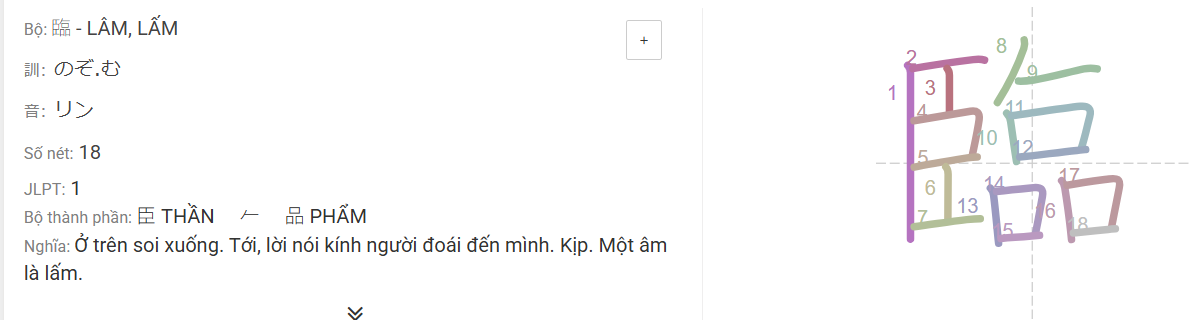 Bộ: 臨 - LÂM, LẤM
+
訓: のぞ.む
音: リン
Số nét: 18
JLPT: 1
Bộ thành phần: 臣 THẦN 𠂉 品 PHẨM
Nghĩa: Ở trên soi xuống. Tới, lời nói kính người đoái đến mình. Kịp. Một âm
là lấm.
1 2 3 4 5 6 7 8 9 10 11 12 13 14 15 16 17 18